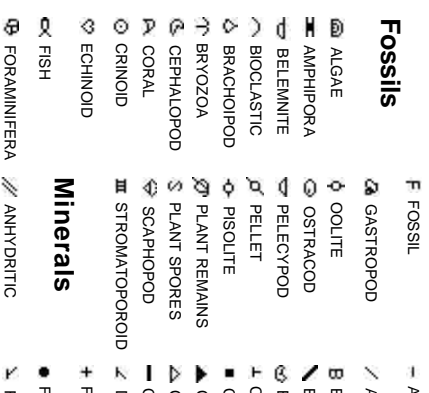 Fossils
ALGAE
AMPHIPORA
BELEMNITE
BIOCLASTIC
BRACHOIPOD
BRYOZOA
CEPHALOPOD
CORAL
CRINOID
ECHINOID
FISH
FORAMINIFERA
F FOSSIL
GASTROPOD
OOLITE
OSTRACOD
PELECYPOD
PELLET
PISOLITE
PLANT REMAINS
PLANT SPORES
SCAPHOPOD
STROMATOPOROID
Minerals
ANHYDRITIC